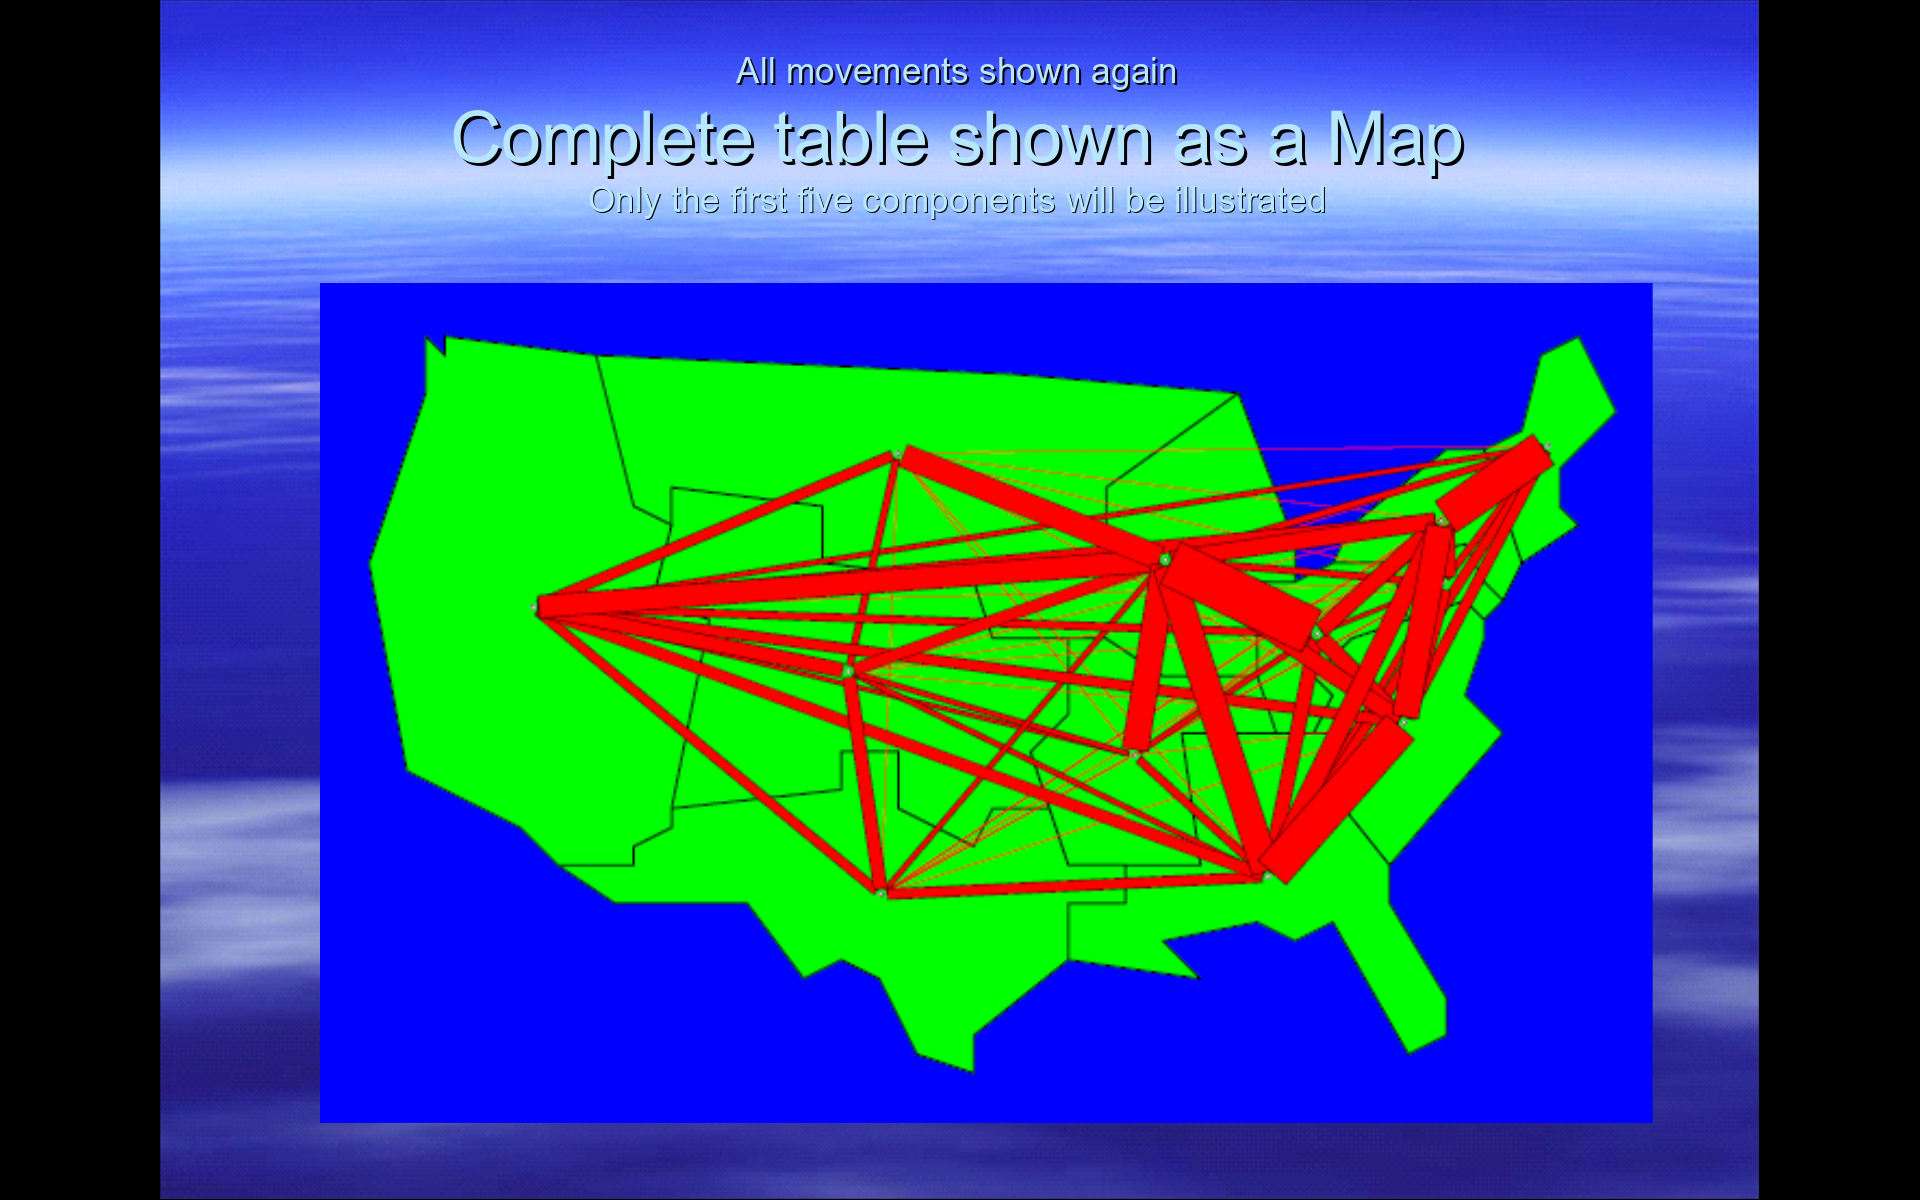 All movements shown again
Complete table shown as a Map
Only the first five components will be illustrated